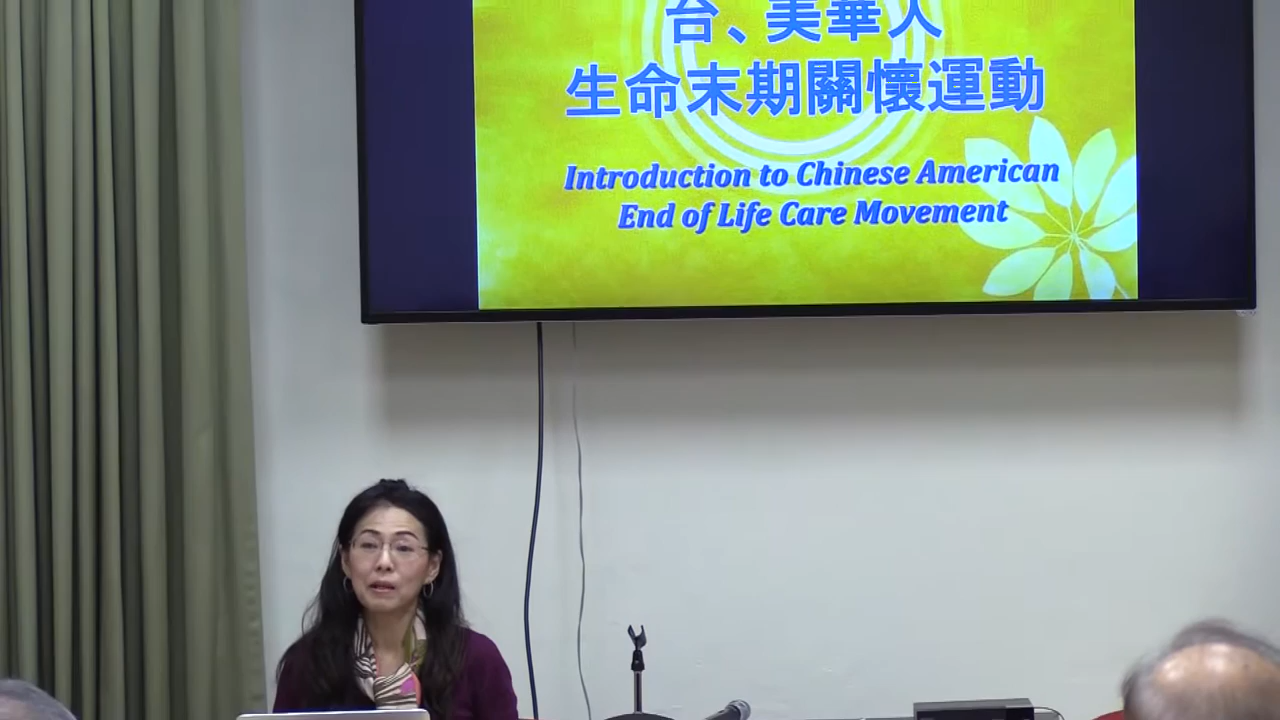 台、美華人
生命末期關懷運動
Introduction to Chinese American
End of Life Care Movement